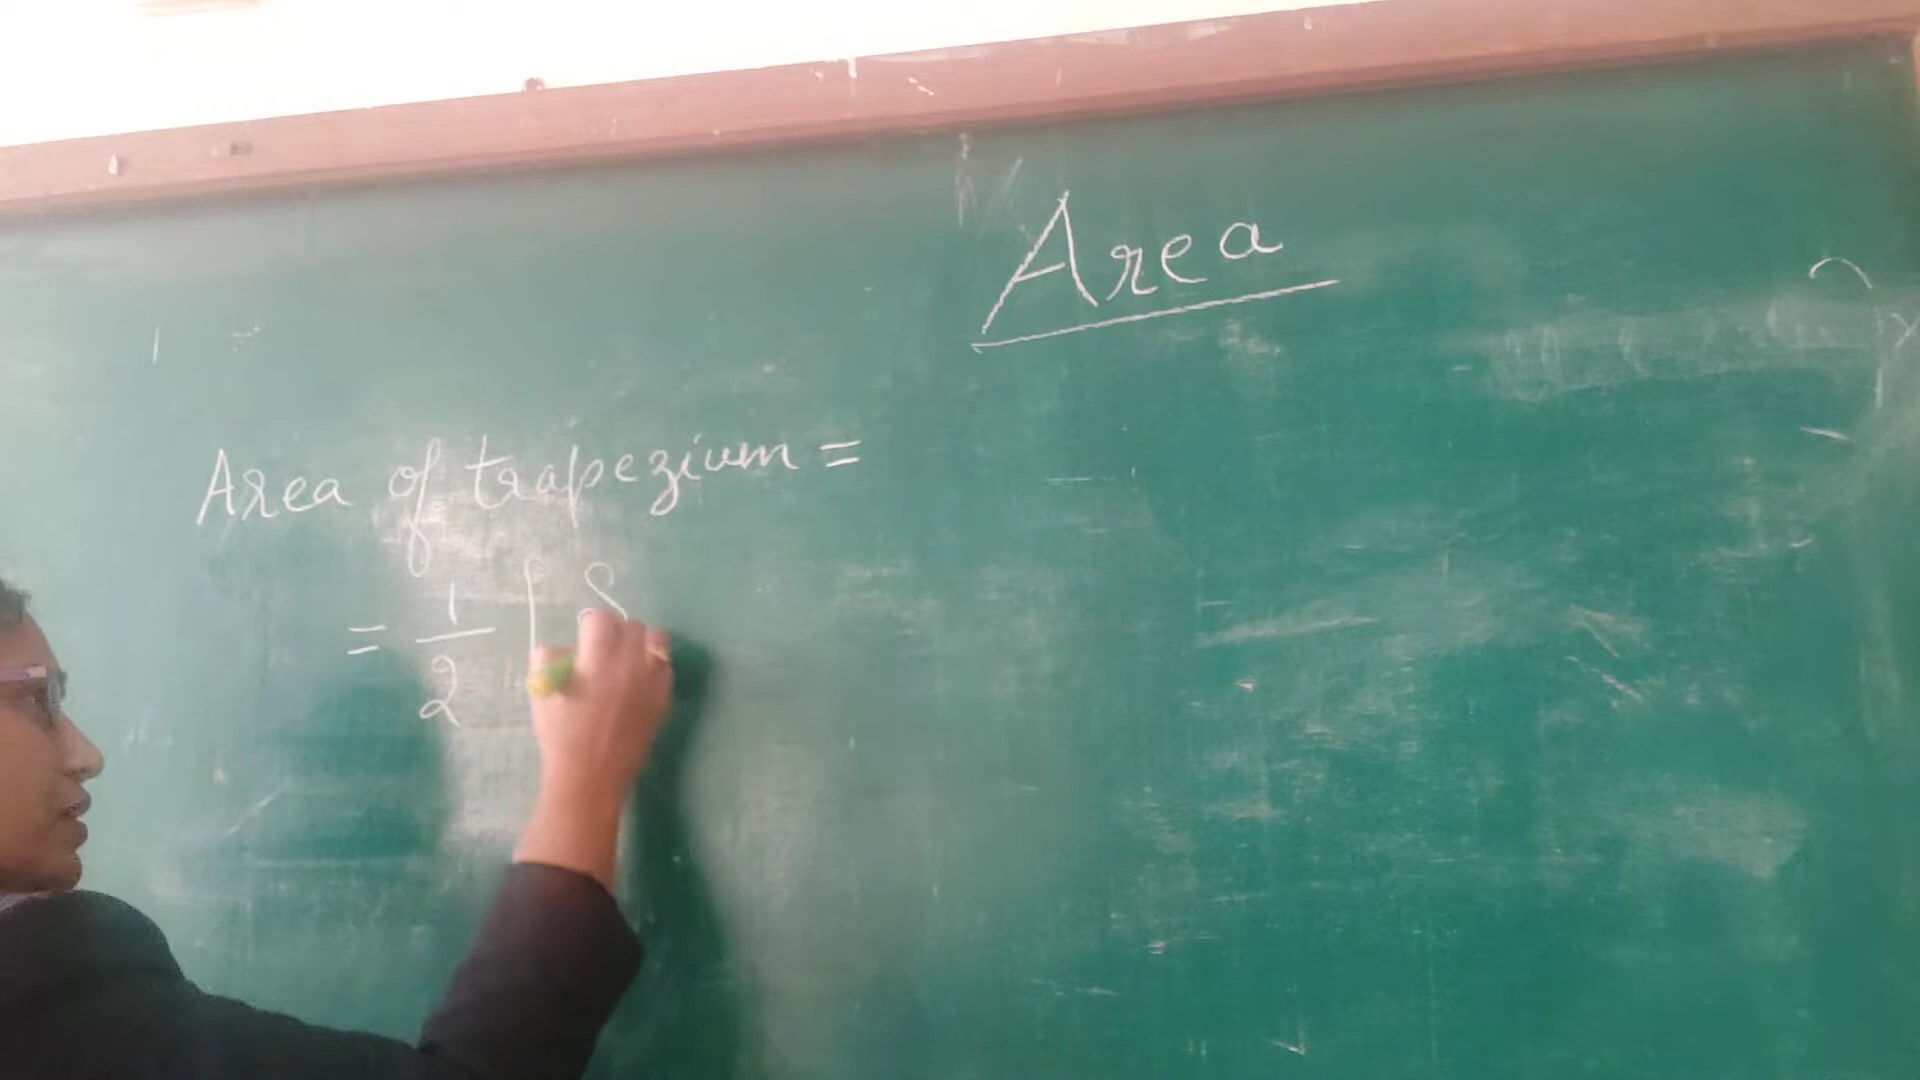 Area
Area of trapezium =
= 1/2 [ S